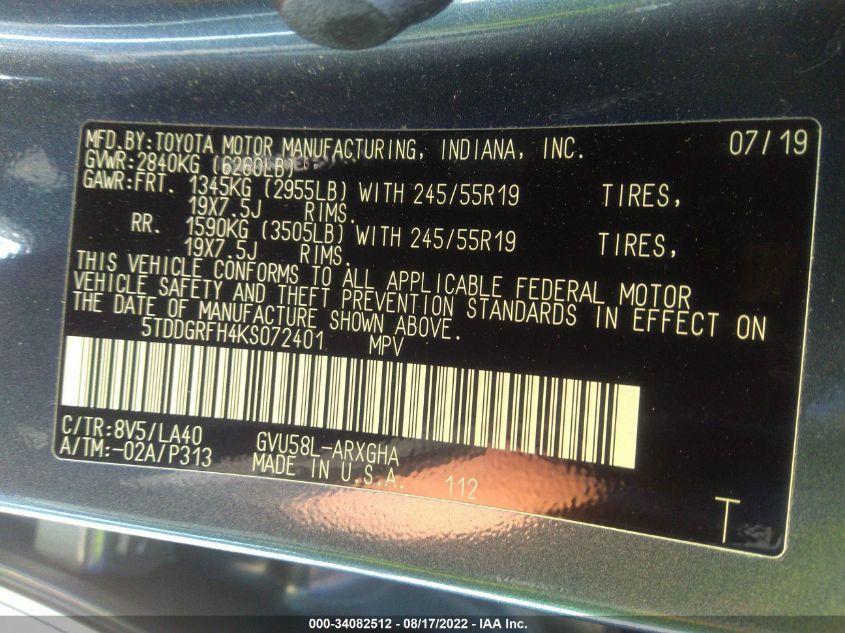 MFD.BY:TOYOTA MOTOR MANUFACTURING, INDIANA, INC. 07/19
GVWR:2840KG (6260LB)
GAWR:FRT. 1345KG (2955LB) WITH 245/55R19 TIRES,
19X7.5J RIMS.
RR. 1590KG (3505LB) WITH 245/55R19 TIRES,
19X7.5J RIMS.
THIS VEHICLE CONFORMS TO ALL APPLICABLE FEDERAL MOTOR
VEHICLE SAFETY AND THEFT PREVENTION STANDARDS IN EFFECT ON
THE DATE OF MANUFACTURE SHOWN ABOVE.
5TDDGRFH4KS072401 MPV
C/TR:8V5/LA40 GVU58L-ARXGHA
A/TM:-02A/P313 MADE IN U.S.A. 112
T
000-34082512 - 08/17/2022 - IAA Inc.